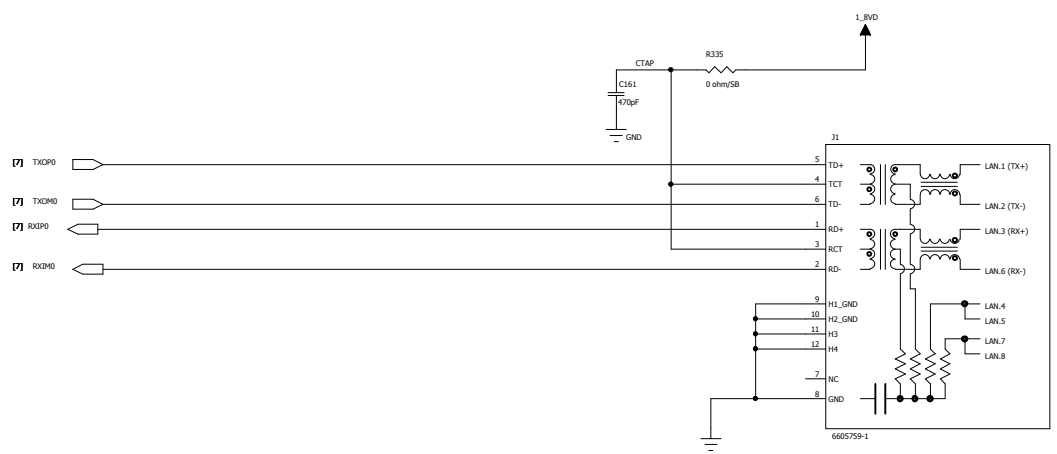 1_8VD
R335
CTAP
0 ohm/SB
C161
470pF
GND
J1
[7] TXOP0
5 TD+
LAN.1 (TX+)
4 TCT
[7] TXOM0
6 TD-
LAN.2 (TX-)
[7] RXIP0
1 RD+
LAN.3 (RX+)
3 RCT
[7] RXIM0
2 RD-
LAN.6 (RX-)
9 H1_GND
LAN.4
10 H2_GND
LAN.5
11 H3
LAN.7
12 H4
LAN.8
7 NC
8 GND
6605759-1